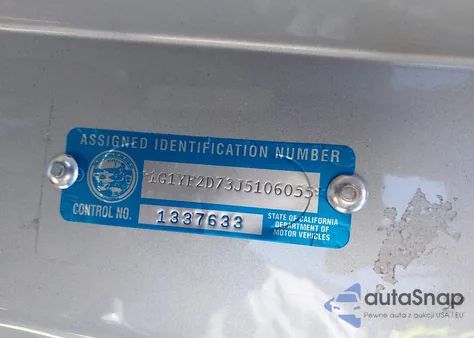 ASSIGNED IDENTIFICATION NUMBER
*1G1YF2D73J5106055*
CONTROL NO. 1337633
STATE OF CALIFORNIA
DEPARTMENT OF
MOTOR VEHICLES
autaSnap
Pewne auta z aukcji USA | EU